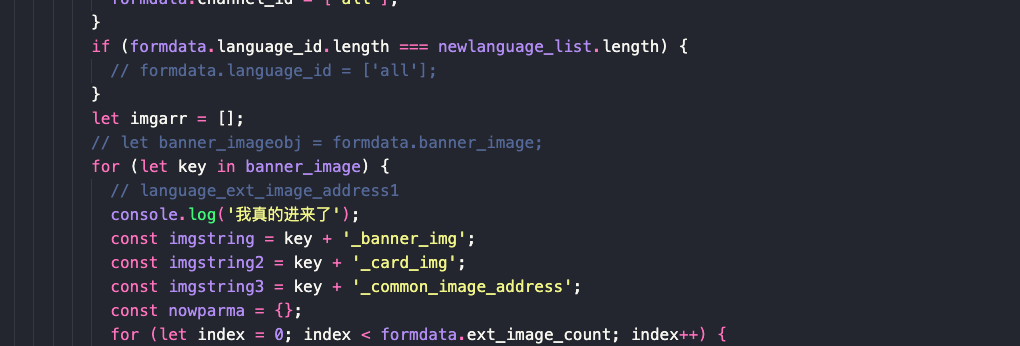 formdata.channel_id = ['all'];
}
if (formdata.language_id.length === newlanguage_list.length) {
// formdata.language_id = ['all'];
}
let imgarr = [];
// let banner_imageobj = formdata.banner_image;
for (let key in banner_image) {
// language_ext_image_address1
console.log('我真的进来了');
const imgstring = key + '_banner_img';
const imgstring2 = key + '_card_img';
const imgstring3 = key + '_common_image_address';
const nowparma = {};
for (let index = 0; index < formdata.ext_image_count; index++) {